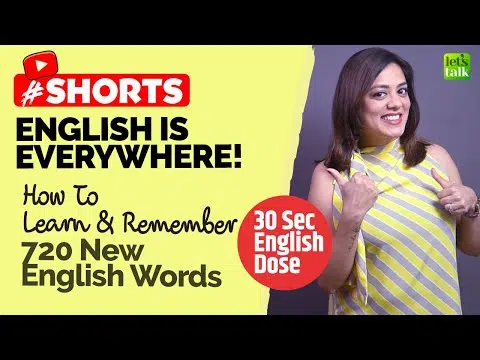 #SHORTS
ENGLISH IS
EVERYWHERE!
How To
Learn & Remember
720 New
English Words
30 Sec
English
Dose
let's
talk